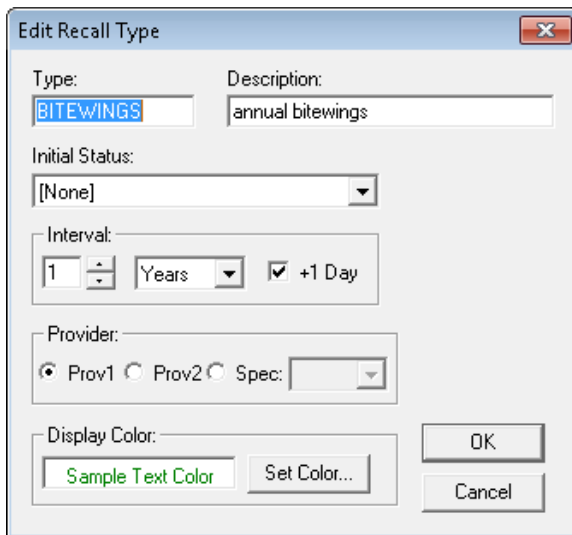 Edit Recall Type
Type: Description:
BITEWINGS annual bitewings
Initial Status:
[None]
Interval:
1 Years +1 Day
Provider:
Prov1 Prov2 Spec:
Display Color:
Sample Text Color Set Color... OK
Cancel